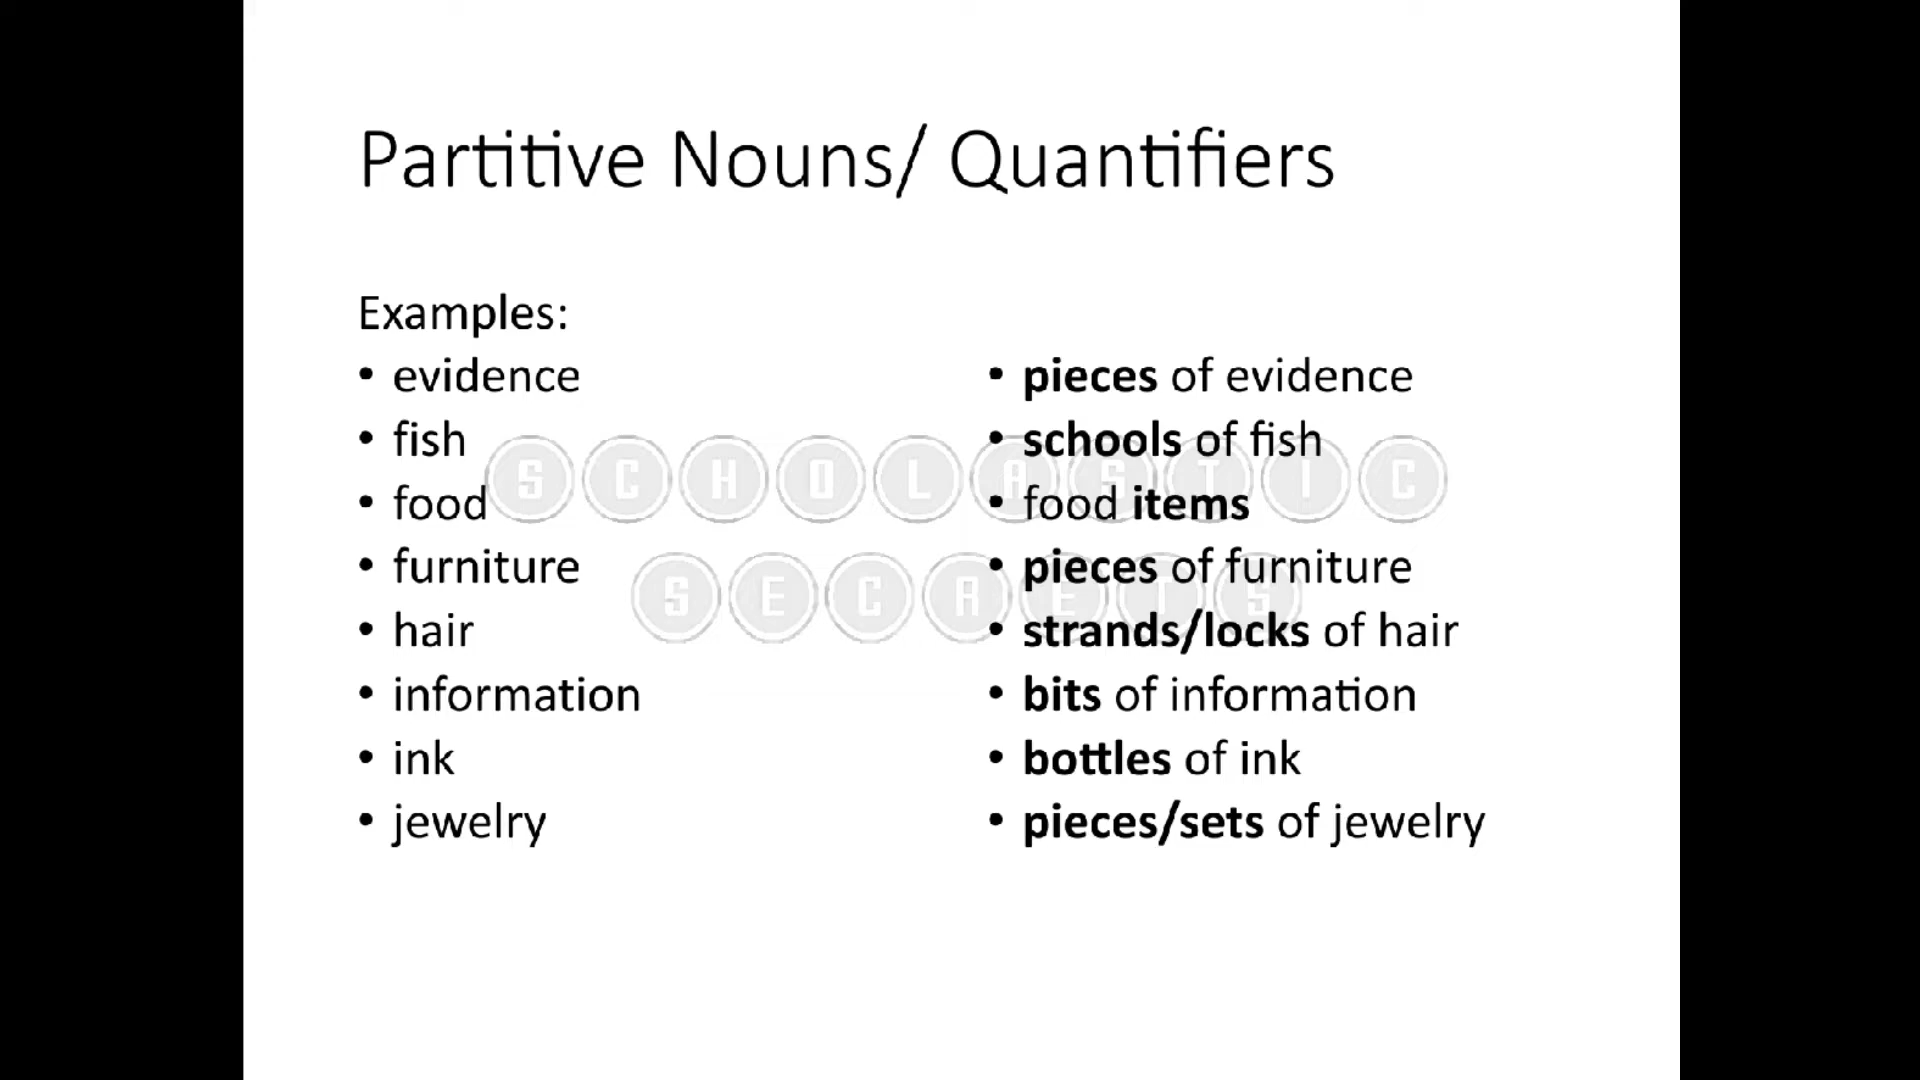 Partitive Nouns/ Quantifiers
Examples:
• evidence
• fish
• food
• furniture
• hair
• information
• ink
• jewelry
• pieces of evidence
• schools of fish
• food items
• pieces of furniture
• strands/locks of hair
• bits of information
• bottles of ink
• pieces/sets of jewelry
SCHOLASTIC
SECRETS